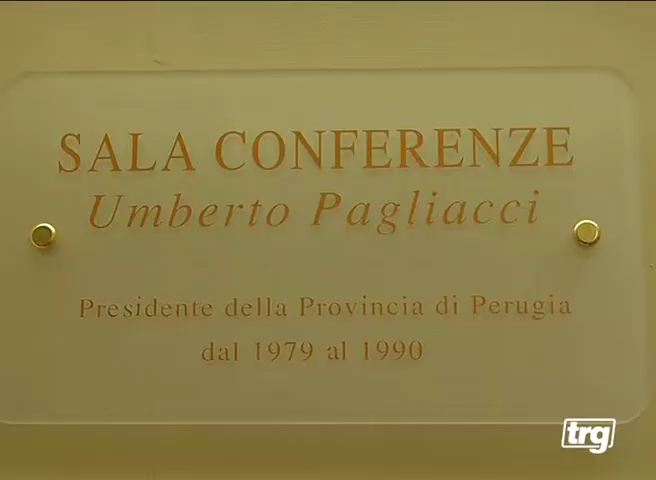 SALA CONFERENZE
Umberto Pagliacci
Presidente della Provincia di Perugia
dal 1979 al 1990
trg